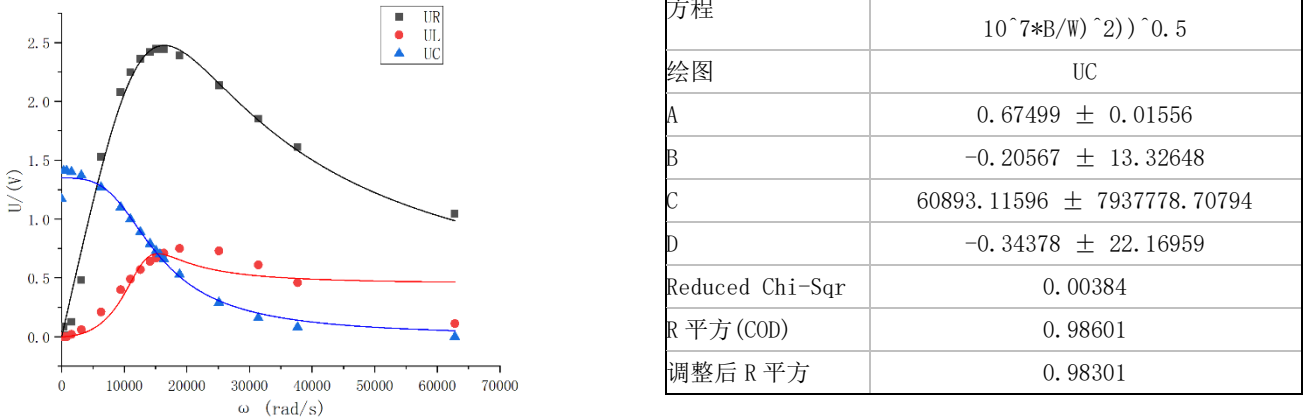 UR
UL
UC
2.5
2.0
1.5
1.0
0.5
0.0
U/(V)
0 10000 20000 30000 40000 50000 60000 70000
ω (rad/s)
方程
10^7*B/W)^2))^0.5
绘图 UC
A 0.67499 ± 0.01556
B -0.20567 ± 13.32648
C 60893.11596 ± 7937778.70794
D -0.34378 ± 22.16959
Reduced Chi-Sqr 0.00384
R 平方(COD) 0.98601
调整后 R 平方 0.98301